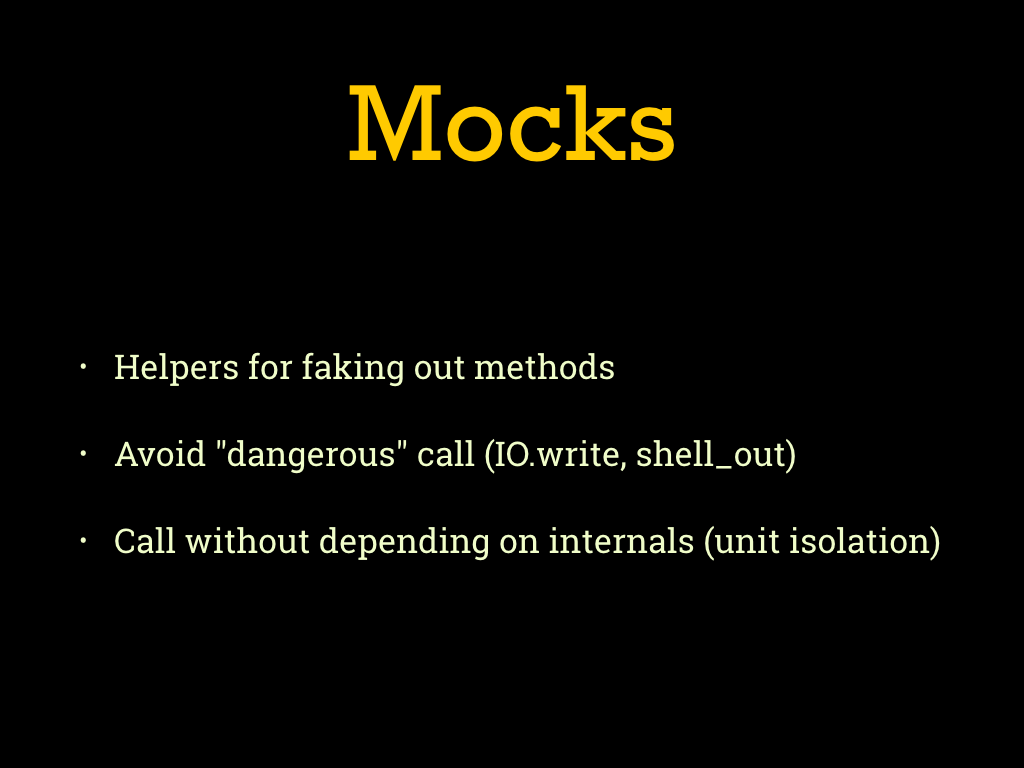 Mocks
• Helpers for faking out methods
• Avoid "dangerous" call (IO.write, shell_out)
• Call without depending on internals (unit isolation)